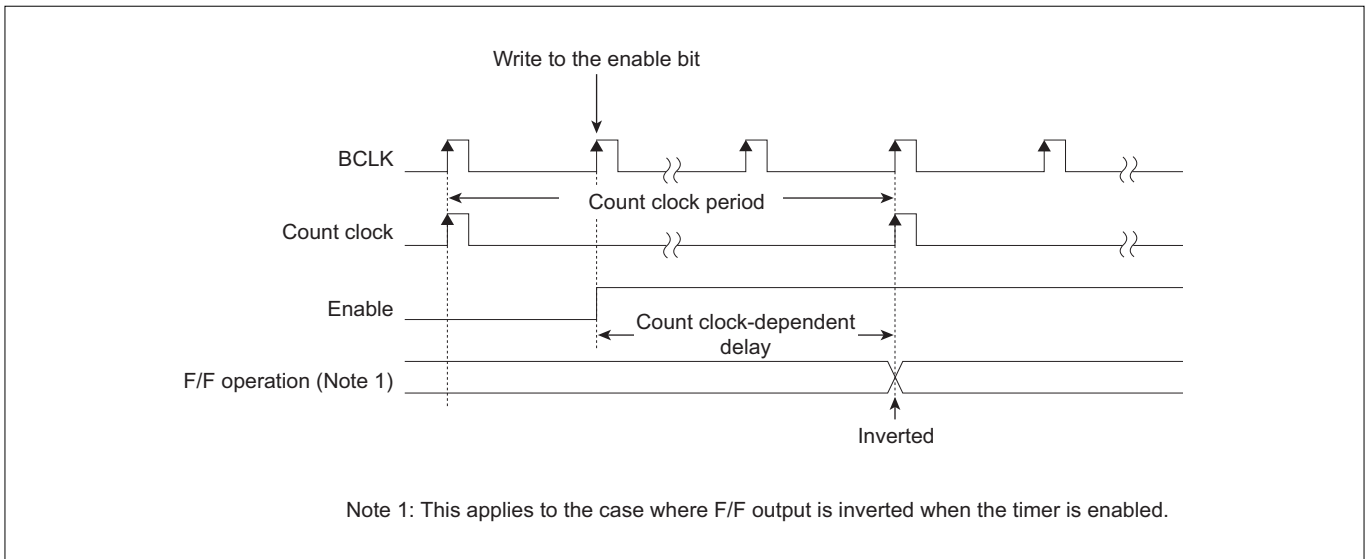 Write to the enable bit
BCLK
Count clock period
Count clock
Enable
Count clock-dependent
delay
F/F operation (Note 1)
Inverted
Note 1: This applies to the case where F/F output is inverted when the timer is enabled.